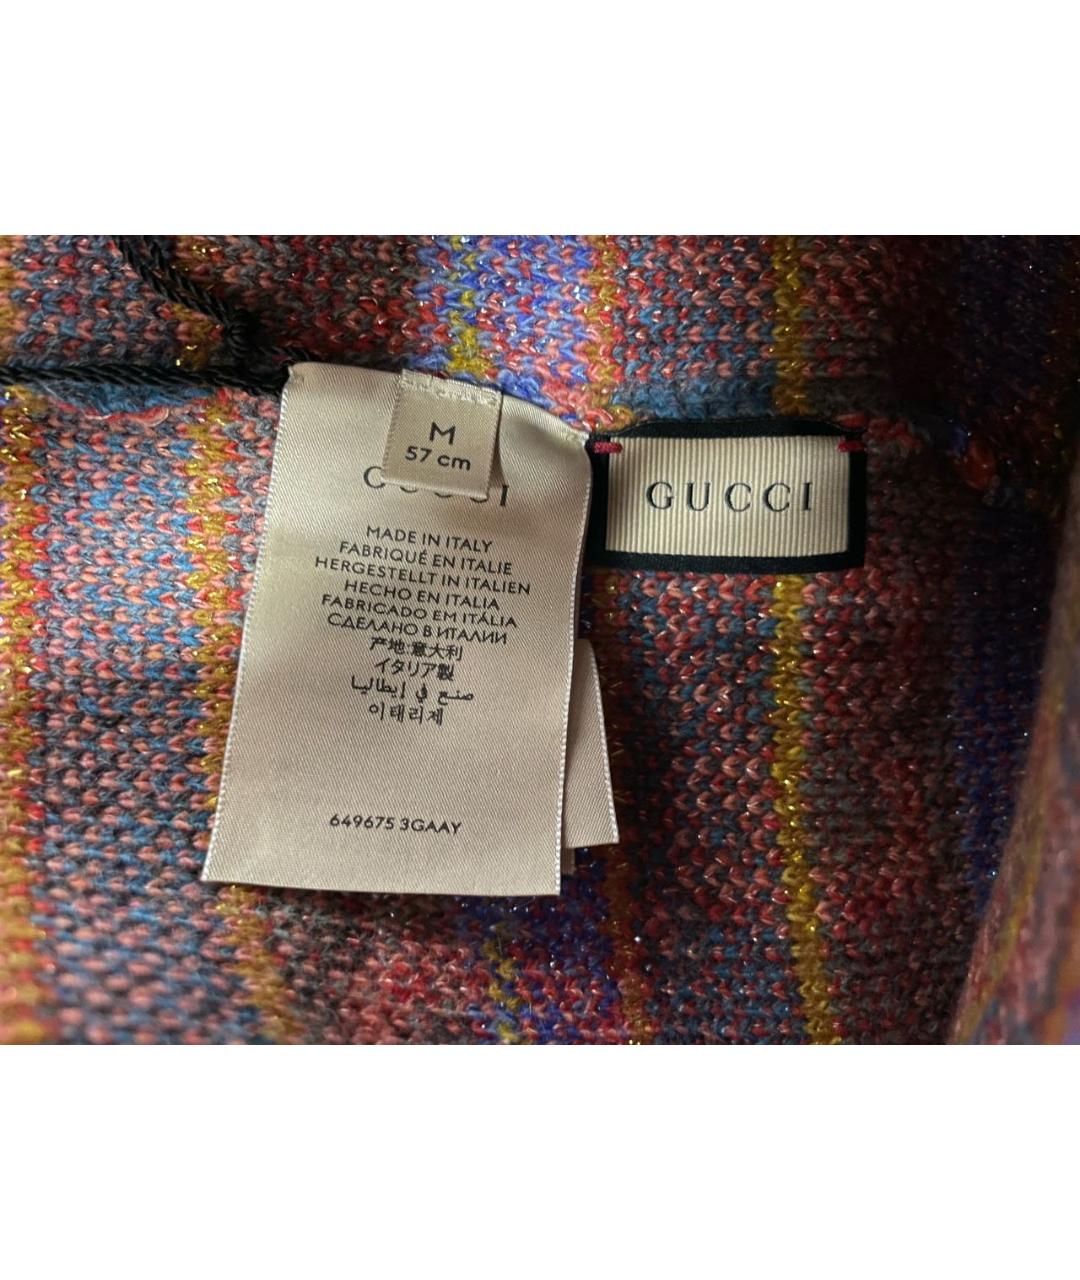 M
57 cm
GUCCI
MADE IN ITALY
FABRIQUÉ EN ITALIE
HERGESTELLT IN ITALIEN
HECHO EN ITALIA
FABRICADO EM ITÁLIA
СДЕЛАНО В ИТАЛИИ
产地:意大利
イタリア製
صنع في إيطاليا
이태리제
649675 3GAAY
GUCCI